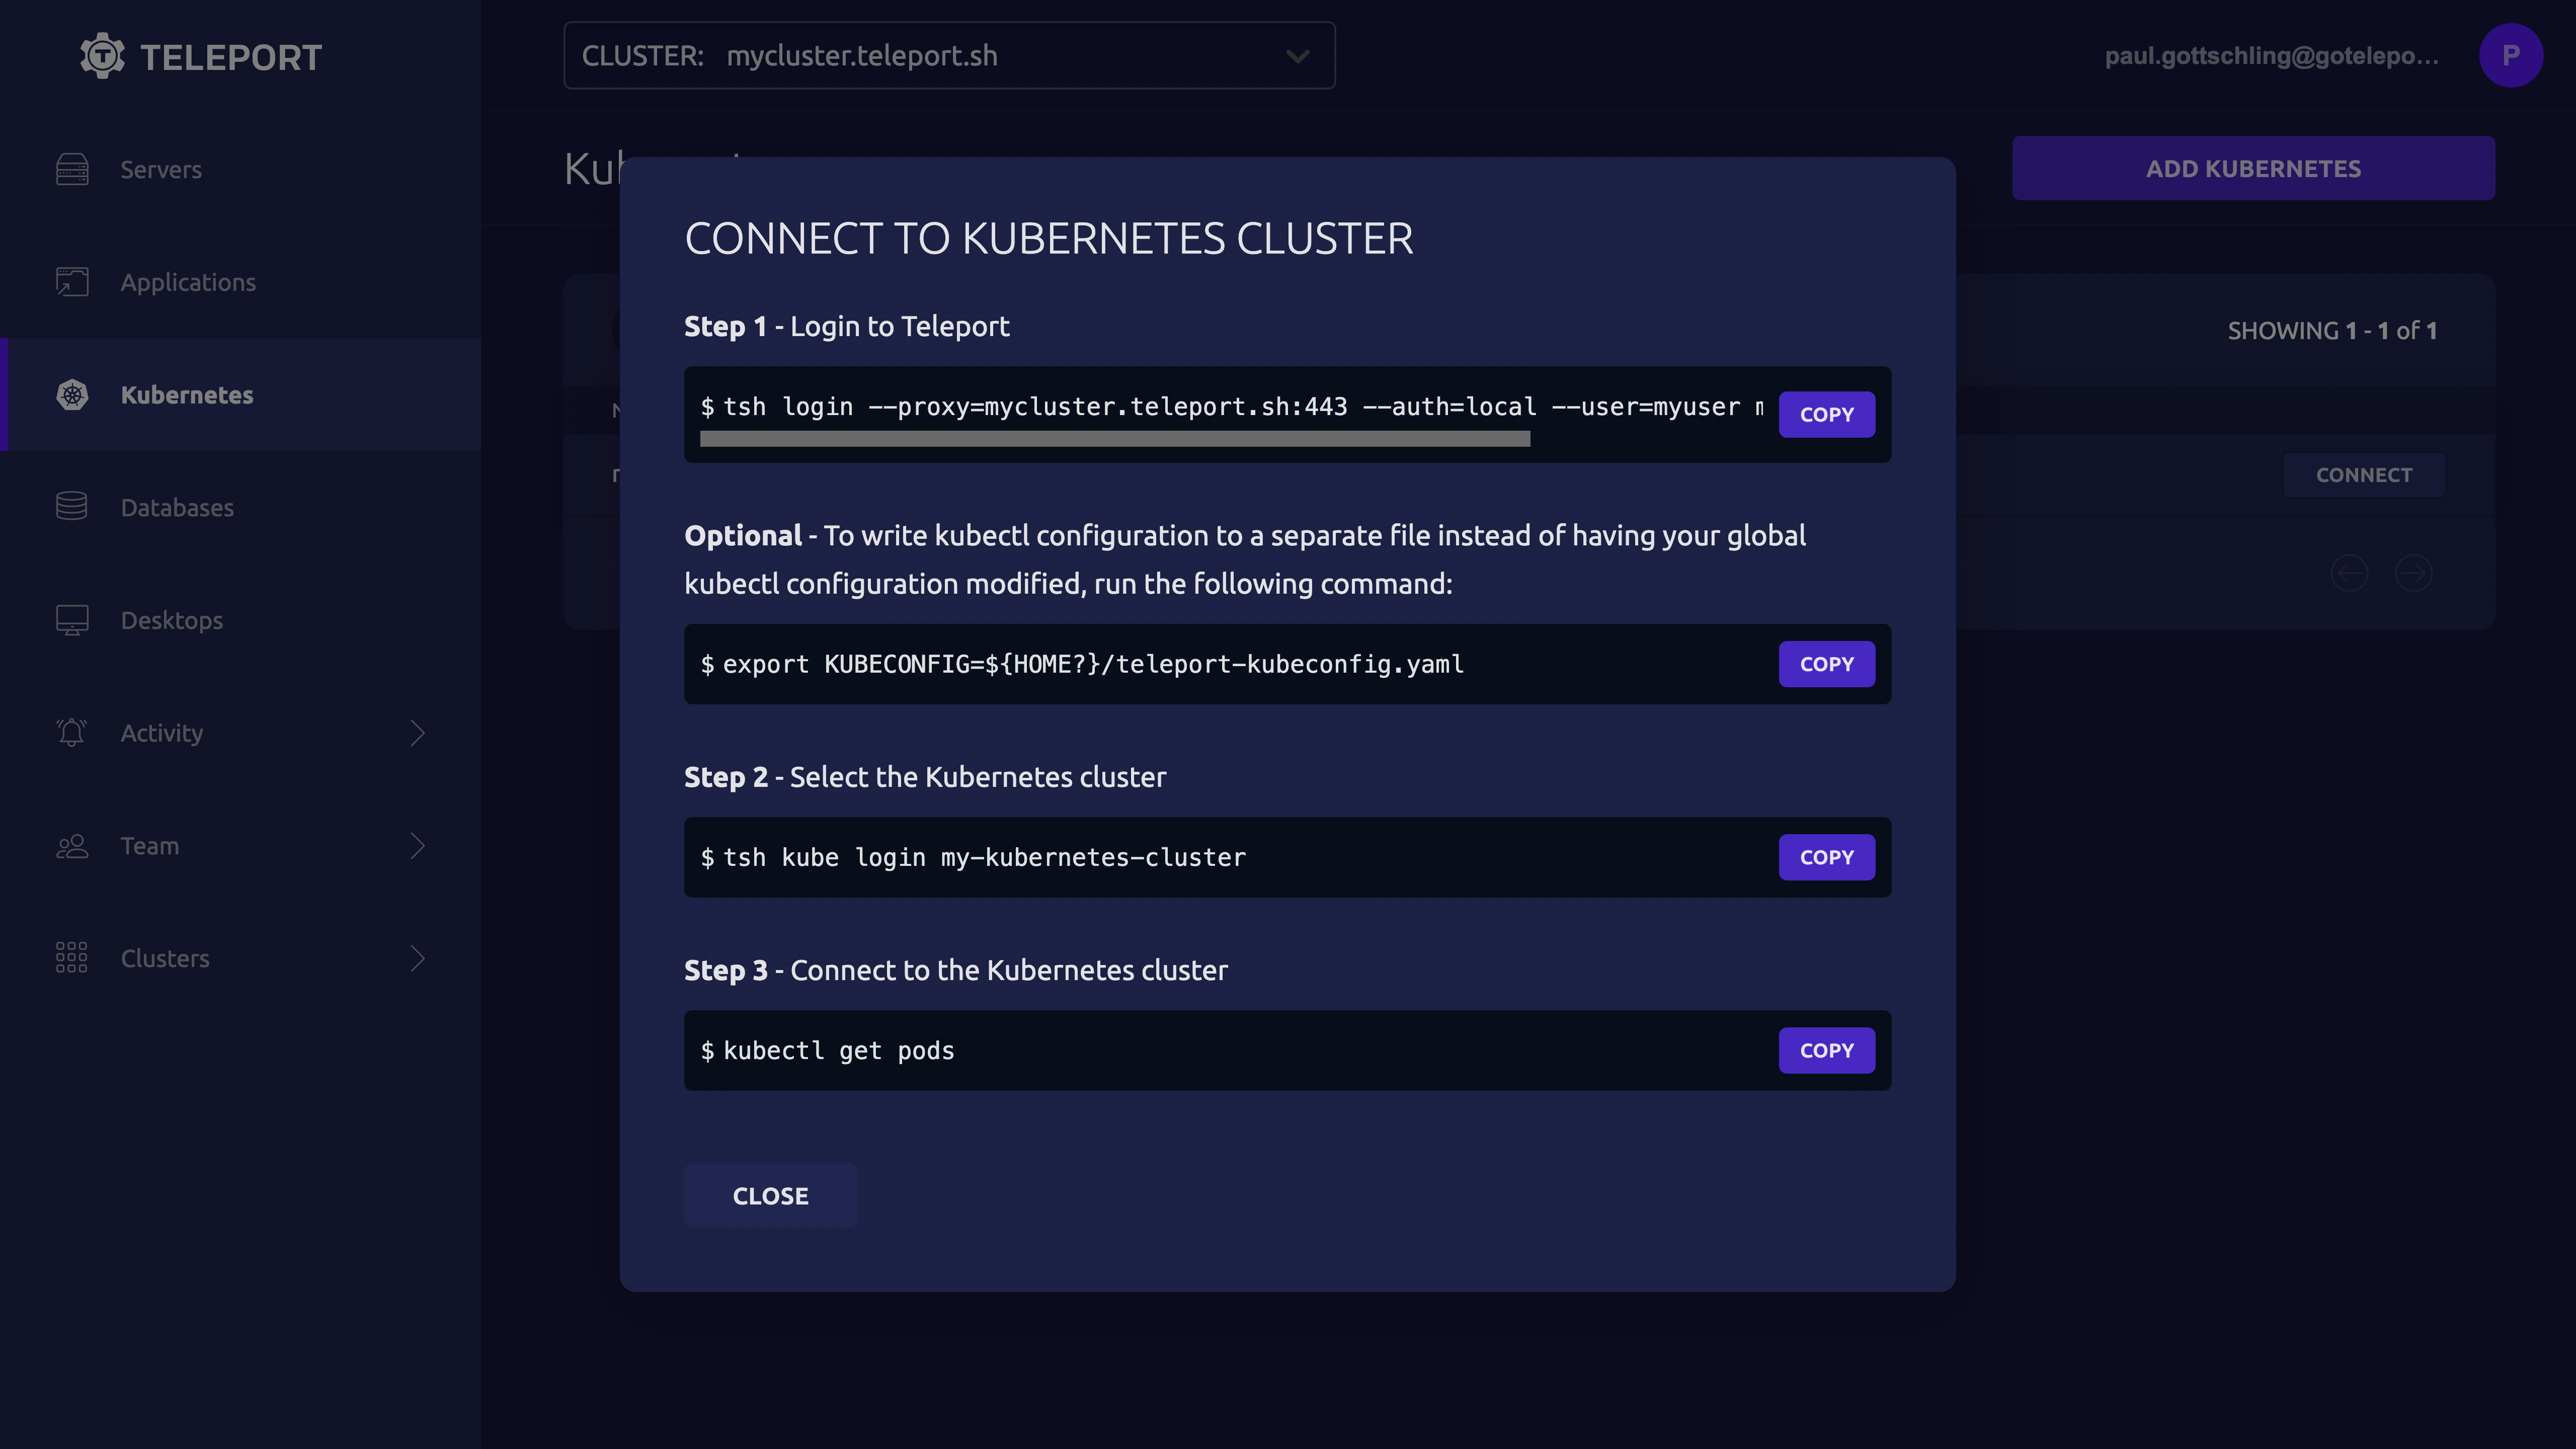 TELEPORT
CLUSTER: mycluster.teleport.sh
paul.gottschling@gotelepo...
P
Servers
Applications
Kubernetes
Databases
Desktops
Activity
Team
Clusters
ADD KUBERNETES
SHOWING 1 - 1 of 1
CONNECT
CONNECT TO KUBERNETES CLUSTER
Step 1 - Login to Teleport
$ tsh login --proxy=mycluster.teleport.sh:443 --auth=local --user=myuser
COPY
Optional - To write kubectl configuration to a separate file instead of having your global
kubectl configuration modified, run the following command:
$ export KUBECONFIG=${HOME?}/teleport-kubeconfig.yaml
COPY
Step 2 - Select the Kubernetes cluster
$ tsh kube login my-kubernetes-cluster
COPY
Step 3 - Connect to the Kubernetes cluster
$ kubectl get pods
COPY
CLOSE